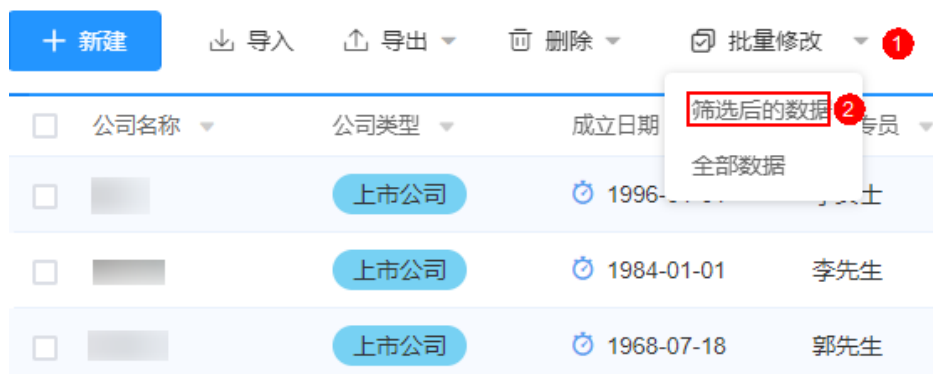 新建 导入 导出 删除 批量修改 1
筛选后的数据 2
公司名称 公司类型 成立日期 专员
全部数据
上市公司 1996-
上市公司 1984-01-01 李先生
上市公司 1968-07-18 郭先生